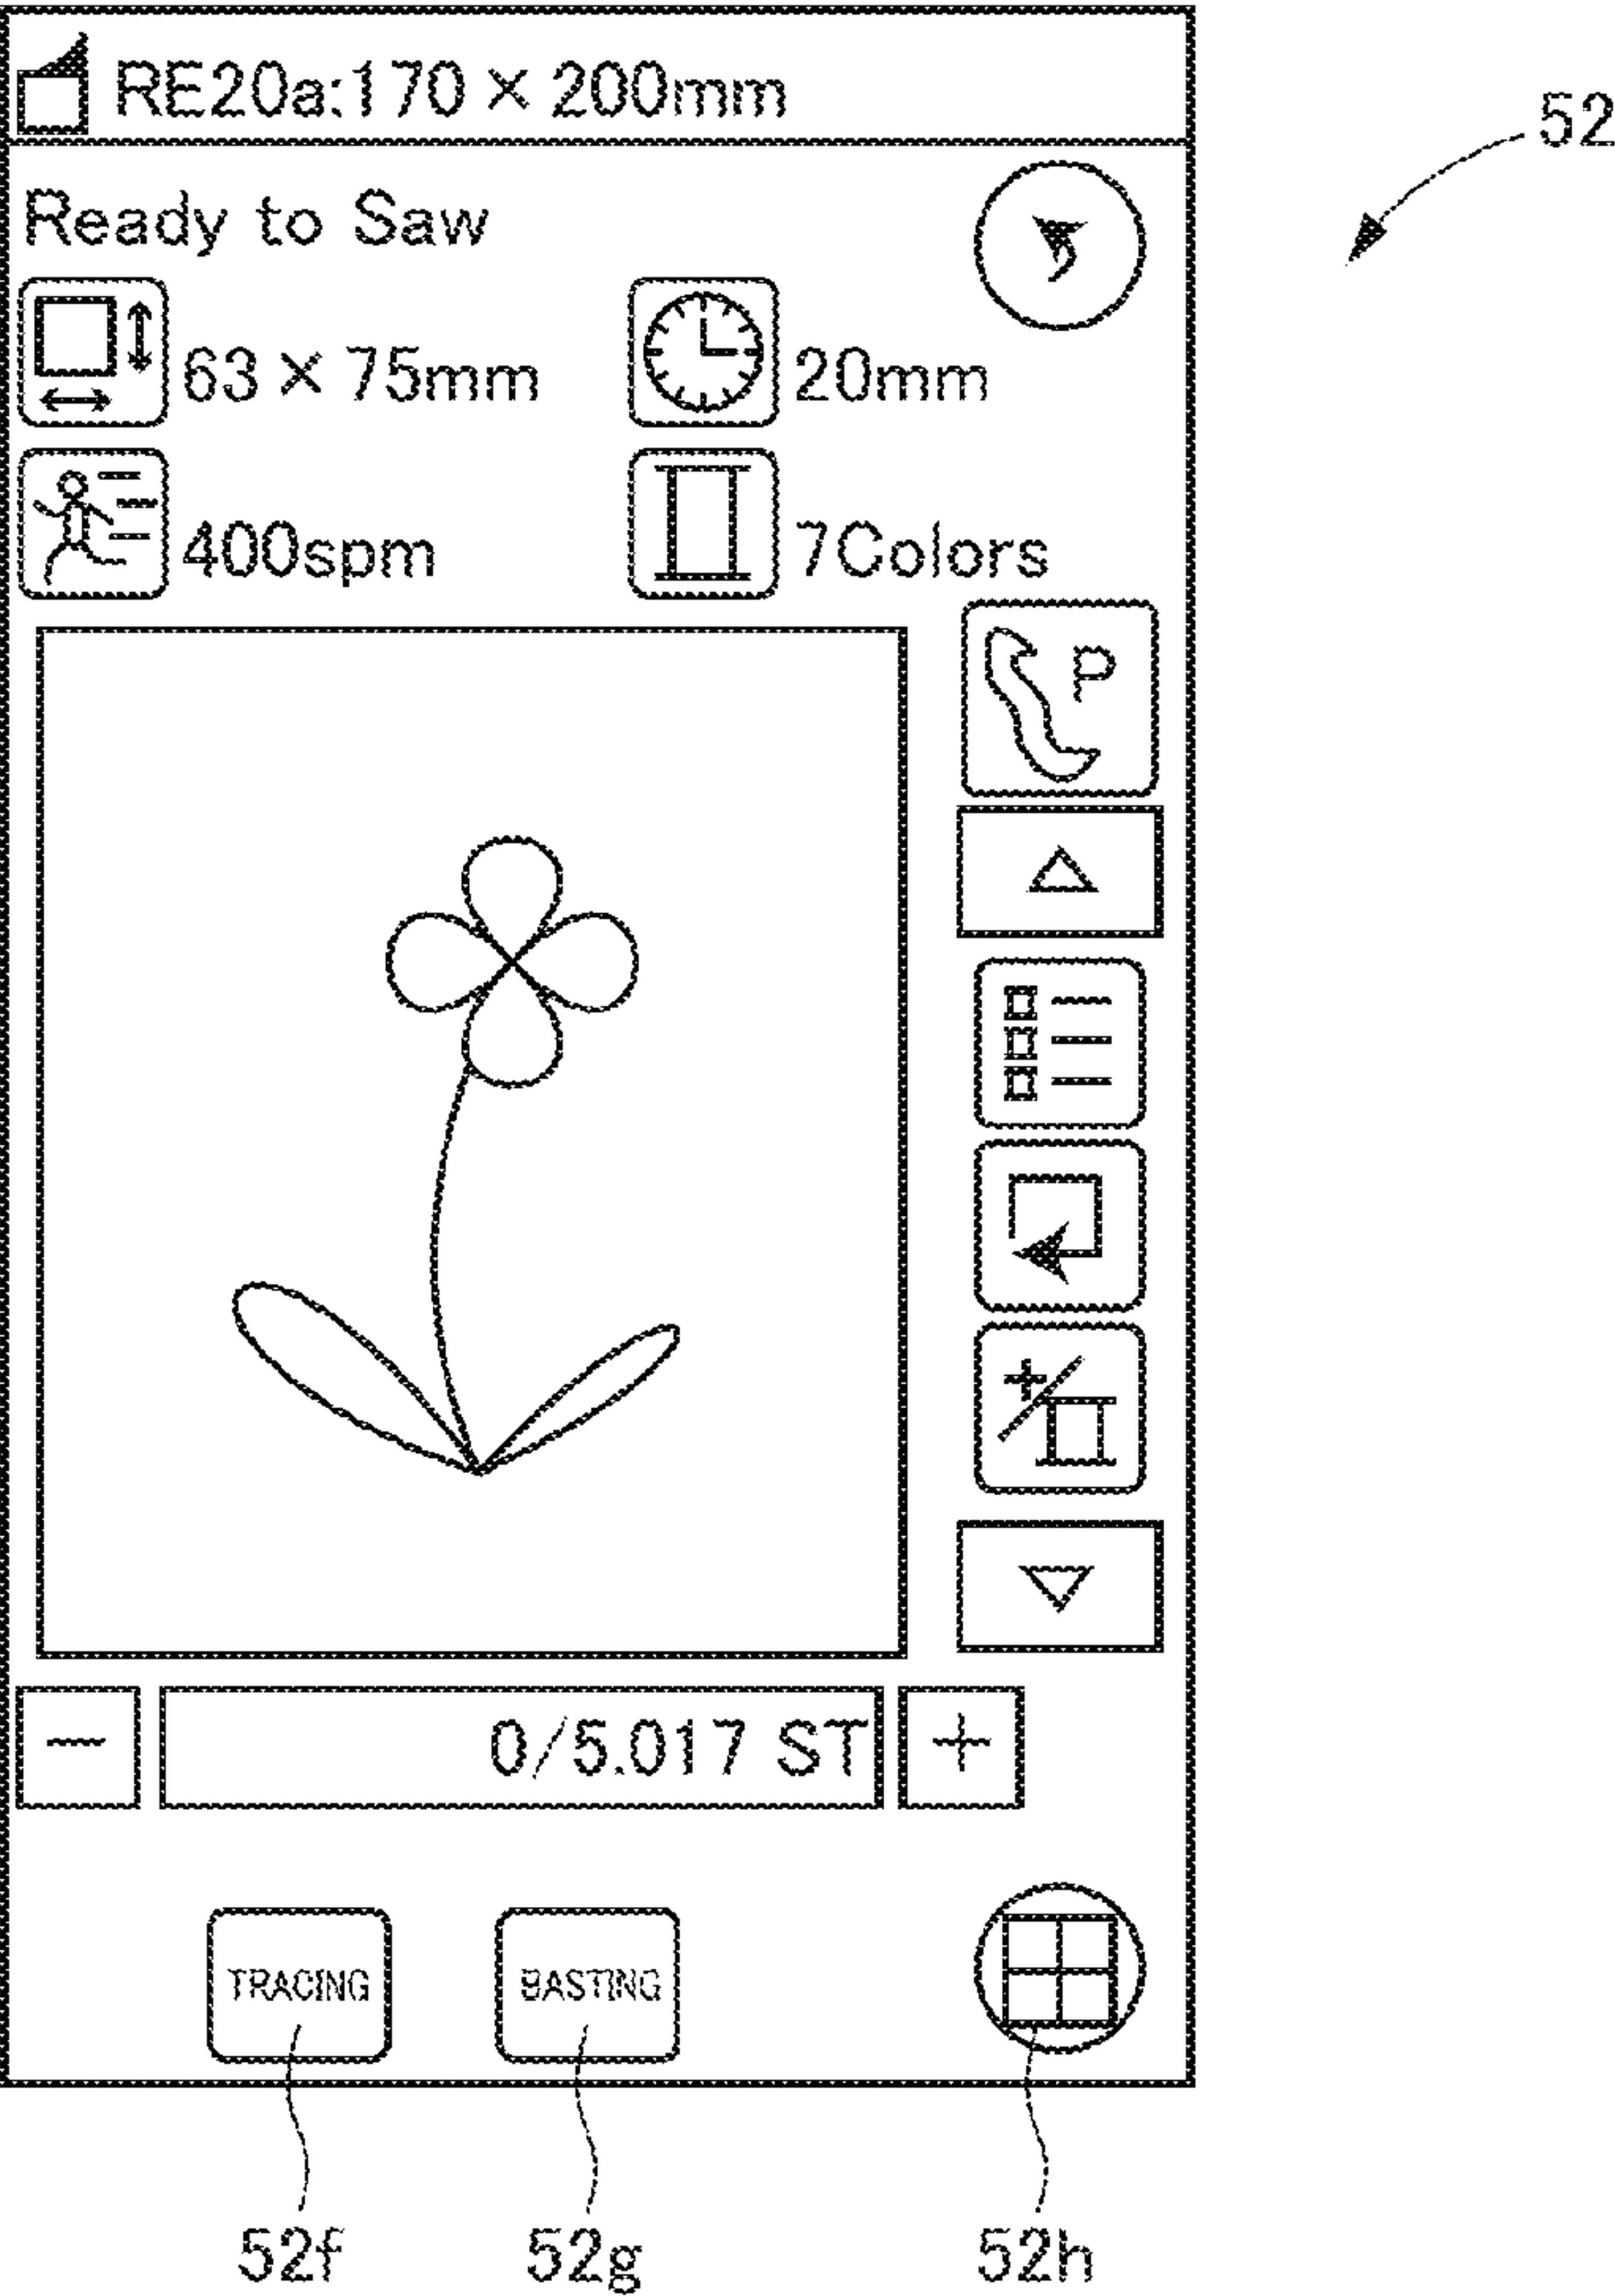 RE20a:170×200mm
52
Ready to Saw
63×75mm
20mm
400spm
7Colors
P
0/5.017 ST
TRACING
BASTING
52f
52g
52h